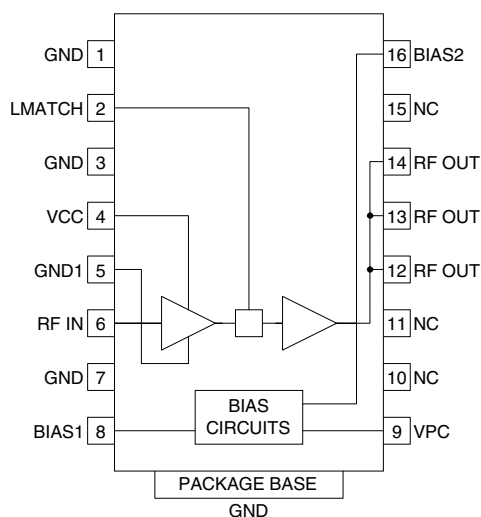 GND 1
LMATCH 2
GND 3
VCC 4
GND1 5
RF IN 6
GND 7
BIAS1 8
16 BIAS2
15 NC
14 RF OUT
13 RF OUT
12 RF OUT
11 NC
10 NC
9 VPC
BIAS
CIRCUITS
PACKAGE BASE
GND